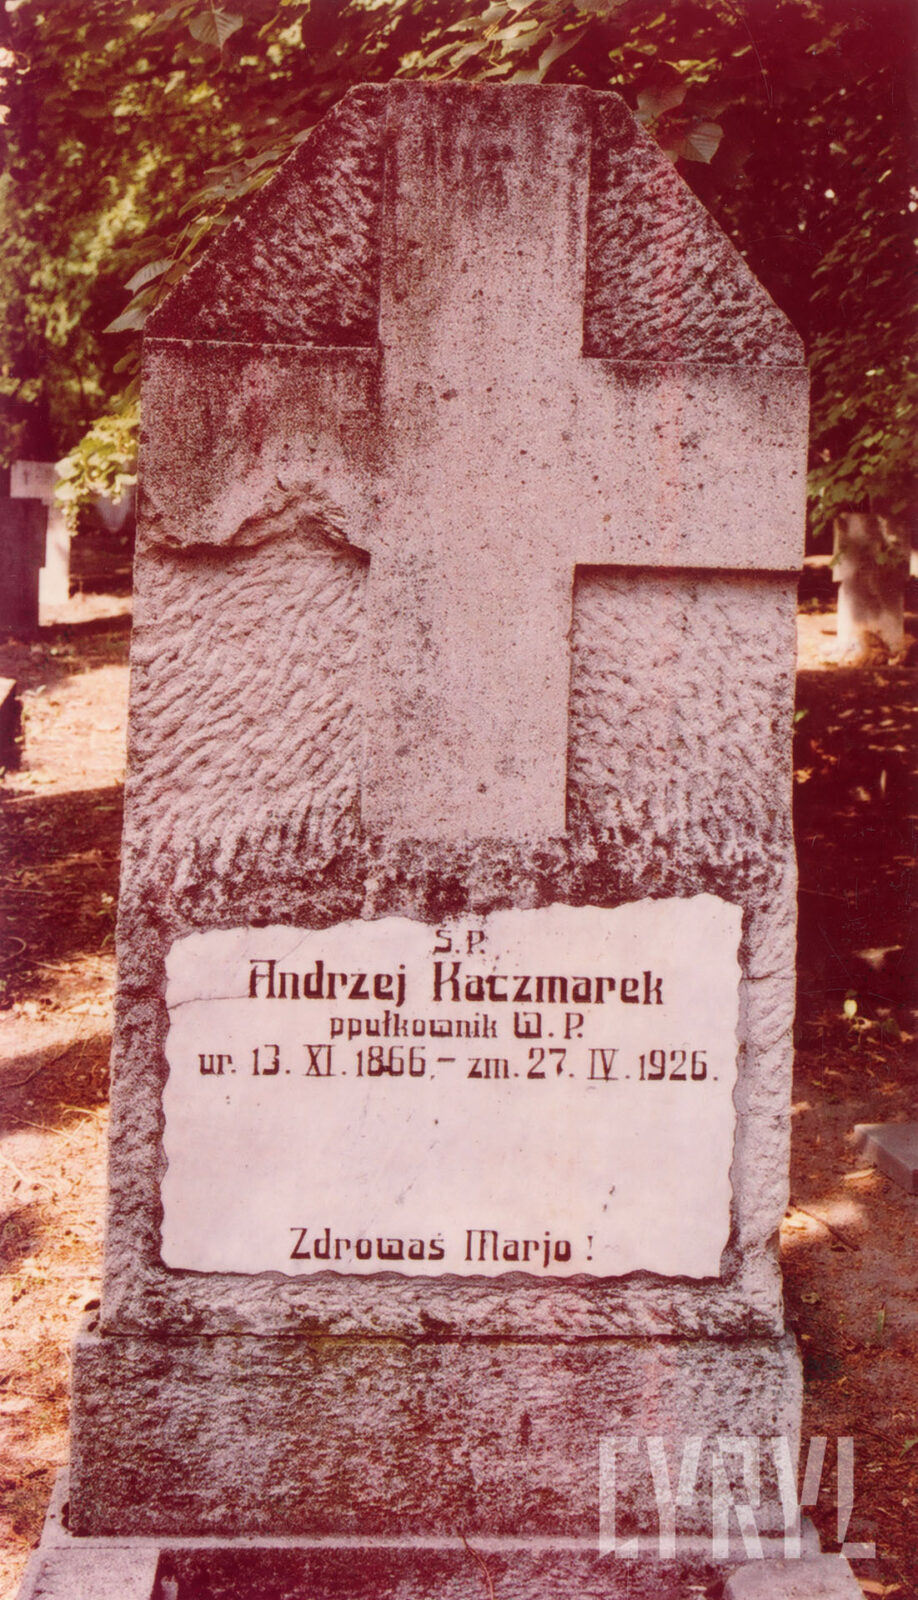 Ś.P.
Andrzej Kaczmarek
ppułkownik W.P.
ur. 13. XI. 1866.- zm. 27. IV. 1926.
Zdrowaś Marjo!
CYRYL